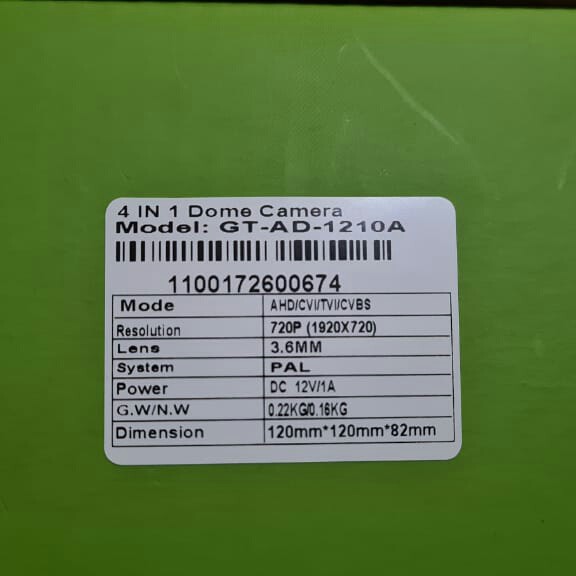 4 IN 1 Dome Camera
Model: GT-AD-1210A
1100172600674
Mode AHD/CVI/TVI/CVBS
Resolution 720P (1920X720)
Lens 3.6MM
System PAL
Power DC 12V/1A
G.W/N.W 0.22KG/0.16KG
Dimension 120mm*120mm*82mm